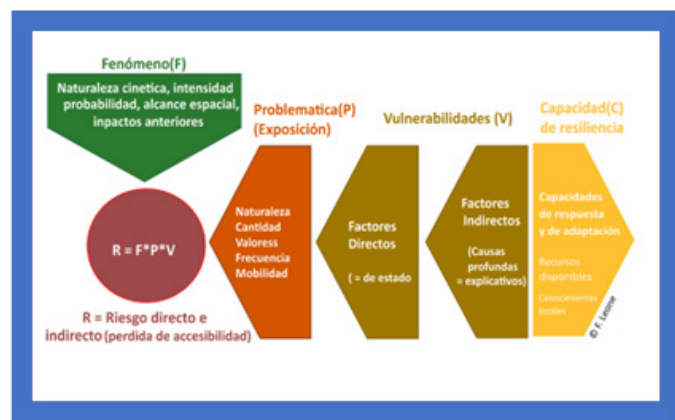 Fenómeno(F)
Naturaleza cinetica, intensidad
probabilidad, alcance espacial,
inpactos anteriores
Problematica(P)
(Exposición)
Vulnerabilidades (V)
Capacidad(C)
de resiliencia
R = F*P*V
Naturaleza
Cantidad
Valoress
Frecuencia
Mobilidad
Factores
Directos
( = de estado
Factores
Indirectos
(Causas
profundas
= explicativos)
Capacidades
de respuesta
y de adaptación
Recursos
disponibles
Conocimientos
locales
© F. Leone
R = Riesgo directo e
indirecto (perdida de accesibilidad)